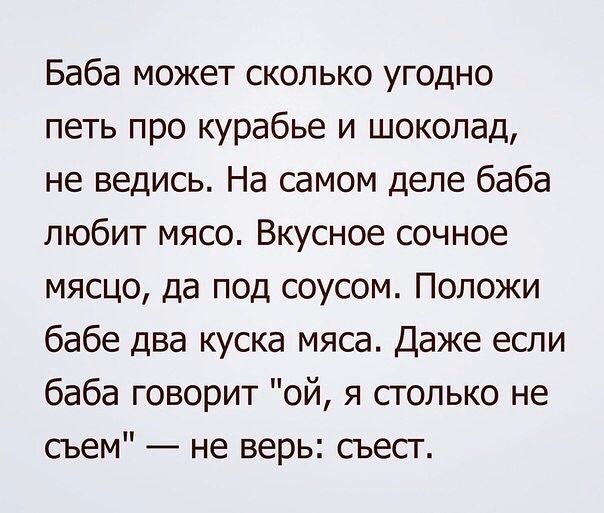 Баба может сколько угодно
петь про курабье и шоколад,
не ведись. На самом деле баба
любит мясо. Вкусное сочное
мясцо, да под соусом. Положи
бабе два куска мяса. Даже если
баба говорит "ой, я столько не
съем" — не верь: съест.